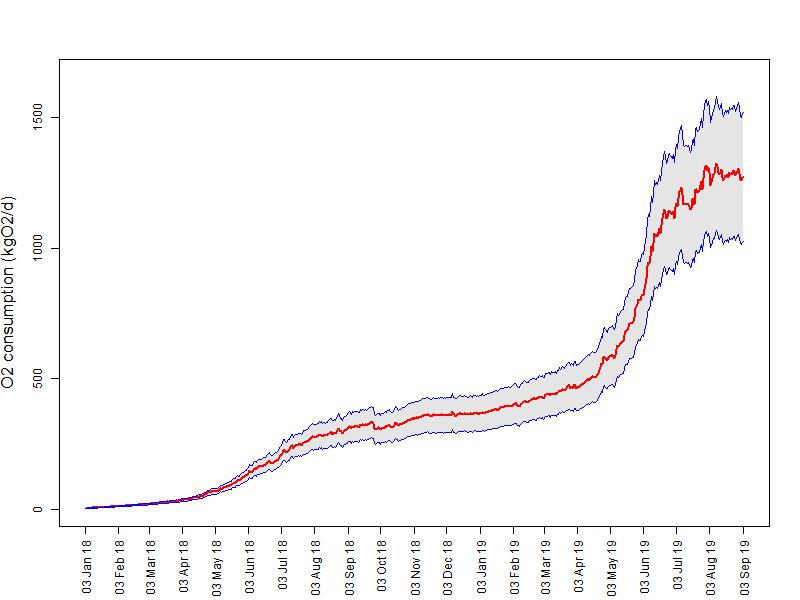 O2 consumption (kgO2/d)
1500
1000
500
0
03 Jan 18
03 Feb 18
03 Mar 18
03 Apr 18
03 May 18
03 Jun 18
03 Jul 18
03 Aug 18
03 Sep 18
03 Oct 18
03 Nov 18
03 Dec 18
03 Jan 19
03 Feb 19
03 Mar 19
03 Apr 19
03 May 19
03 Jun 19
03 Jul 19
03 Aug 19
03 Sep 19